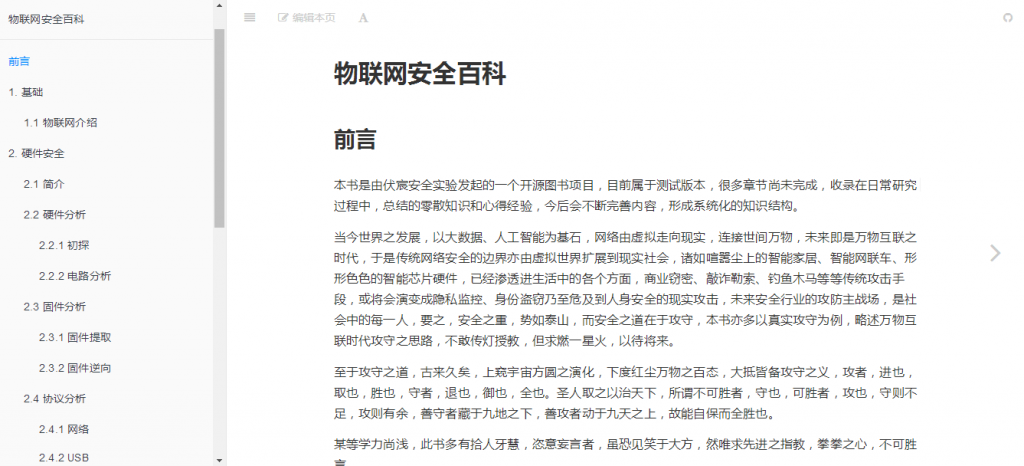 物联网安全百科
前言
1. 基础
1.1 物联网介绍
2. 硬件安全
2.1 简介
2.2 硬件分析
2.2.1 初探
2.2.2 电路分析
2.3 固件分析
2.3.1 固件提取
2.3.2 固件逆向
2.4 协议分析
2.4.1 网络
2.4.2 USB
编辑本页
A
物联网安全百科
前言
本书是由伏宸安全实验发起的一个开源图书项目，目前属于测试版本，很多章节尚未完成，收录在日常研究
过程中，总结的零散知识和心得经验，今后会不断完善内容，形成系统化的知识结构。
当今世界之发展，以大数据、人工智能为基石，网络由虚拟走向现实，连接世间万物，未来即是万物互联之
时代，于是传统网络安全的边界亦由虚拟世界扩展到现实社会，诸如喧嚣尘上的智能家居、智能网联车、形
形色色的智能芯片硬件，已经渗透进生活中的各个方面，商业窃密、敲诈勒索、钓鱼木马等等传统攻击手
段，或将会演变成隐私监控、身份盗窃乃至危及到人身安全的现实攻击，未来安全行业的攻防主战场，是社
会中的每一人，要之，安全之重，势如泰山，而安全之道在于攻守，本书亦多以真实攻守为例，略述万物互
联时代攻守之思路，不敢传灯授教，但求燃一星火，以待将来。
至于攻守之道，古来久矣，上窥宇宙方圆之演化，下度红尘万物之百态，大抵皆备攻守之义，攻者，进也，
取也，胜也，守者，退也，御也，全也。圣人取之以治天下，所谓不可胜者，守也，可胜者，攻也，守则不
足，攻则有余，善守者藏于九地之下，善攻者动于九天之上，故能自保而全胜也。
某等学力尚浅，此书多有拾人牙慧，恣意妄言者，虽恐见笑于大方，然唯求先进之指教，拳拳之心，不可胜
言